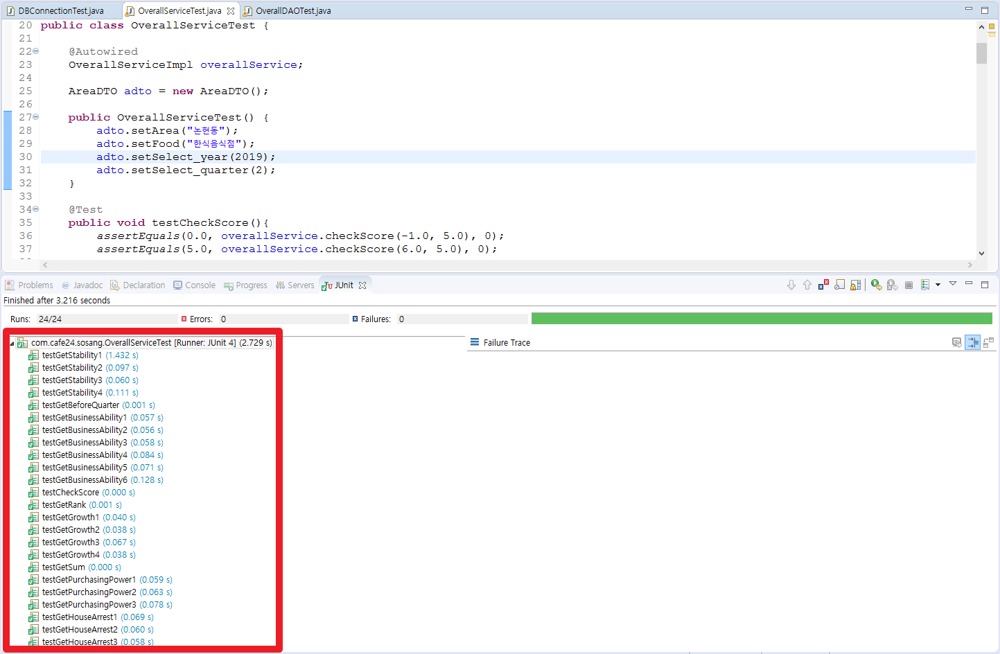 DBConnectionTest.java OverallServiceTest.java OverallDAOTest.java
20 public class OverallServiceTest {
21
22 @Autowired
23 OverallServiceImpl overallService;
24
25 AreaDTO adto = new AreaDTO();
26
27 public OverallServiceTest() {
28 adto.setArea("논현동");
29 adto.setFood("한식음식점");
30 adto.setSelect_year(2019);
31 adto.setSelect_quarter(2);
32 }
33
34 @Test
35 public void testCheckScore(){
36 assertEquals(0.0, overallService.checkScore(-1.0, 5.0), 0);
37 assertEquals(5.0, overallService.checkScore(6.0, 5.0), 0);
Problems @ Javadoc Declaration Console Progress Servers JUnit
Finished after 3.216 seconds
Runs: 24/24 Errors: 0 Failures: 0
com.cafe24.sosang.OverallServiceTest [Runner: JUnit 4] (2.729 s) Failure Trace
testGetStability1 (1.432 s)
testGetStability2 (0.097 s)
testGetStability3 (0.060 s)
testGetStability4 (0.111 s)
testGetBeforeQuarter (0.001 s)
testGetBusinessAbility1 (0.057 s)
testGetBusinessAbility2 (0.056 s)
testGetBusinessAbility3 (0.058 s)
testGetBusinessAbility4 (0.084 s)
testGetBusinessAbility5 (0.071 s)
testGetBusinessAbility6 (0.128 s)
testCheckScore (0.000 s)
testGetRank (0.001 s)
testGetGrowth1 (0.040 s)
testGetGrowth2 (0.038 s)
testGetGrowth3 (0.067 s)
testGetGrowth4 (0.038 s)
testGetSum (0.000 s)
testGetPurchasingPower1 (0.059 s)
testGetPurchasingPower2 (0.063 s)
testGetPurchasingPower3 (0.078 s)
testGetHouseArrest1 (0.069 s)
testGetHouseArrest2 (0.060 s)
testGetHouseArrest3 (0.058 s)